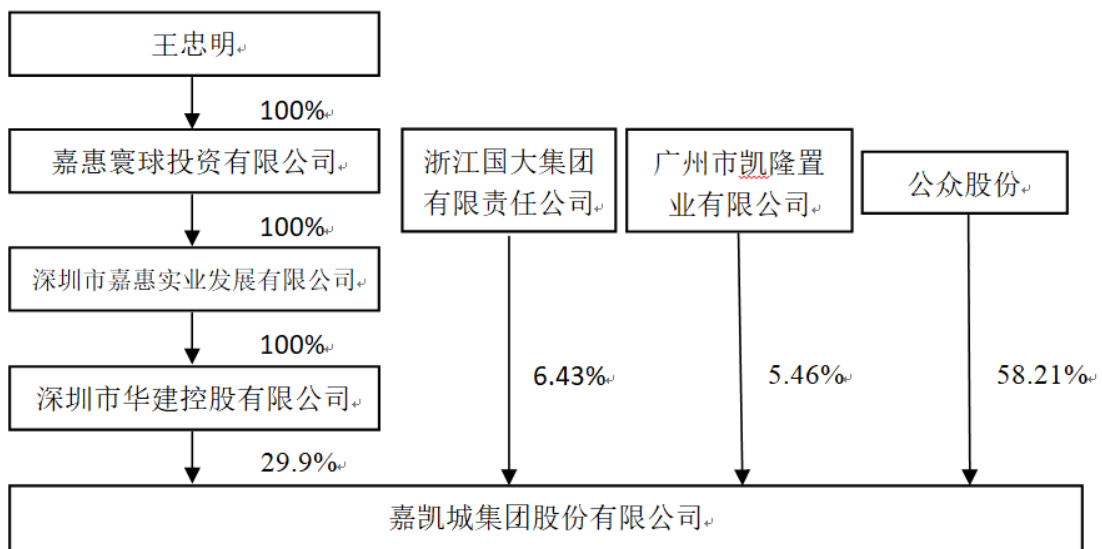 王忠明
100%
嘉惠寰球投资有限公司
100%
深圳市嘉惠实业发展有限公司
100%
深圳市华建控股有限公司
29.9%
浙江国大集团
有限责任公司
6.43%
广州市凯隆置
业有限公司
5.46%
公众股份
58.21%
嘉凯城集团股份有限公司